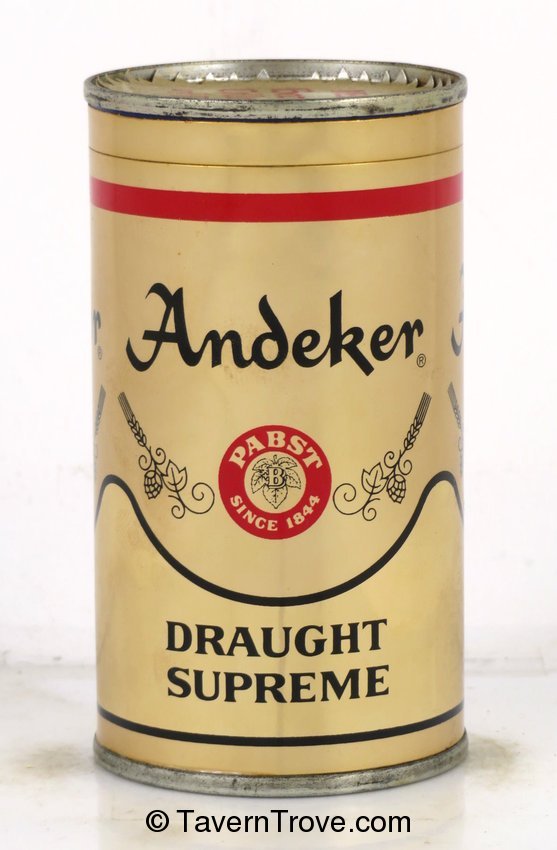 Andeker®
PABST
B
SINCE 1844
DRAUGHT
SUPREME
© TavernTrove.com